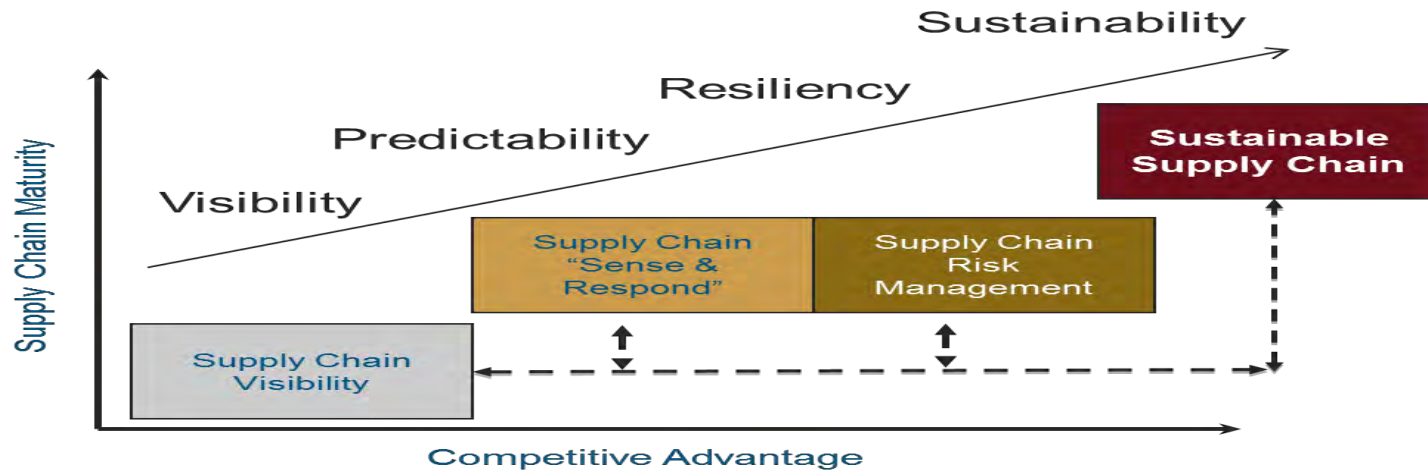 Sustainability
Resiliency
Predictability
Visibility
Sustainable
Supply Chain
Supply Chain
“Sense &
Respond”
Supply Chain
Risk
Management
Supply Chain
Visibility
Supply Chain Maturity
Competitive Advantage